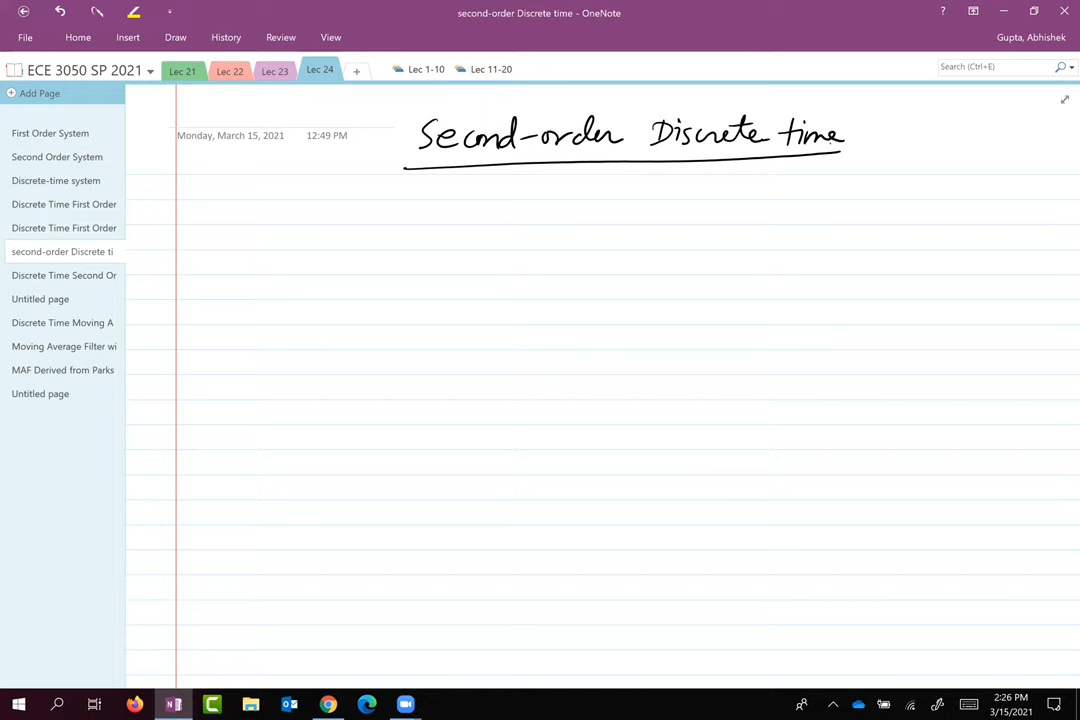 second-order Discrete time - OneNote
File Home Insert Draw History Review View
Gupta, Abhishek
ECE 3050 SP 2021
Lec 21
Lec 22
Lec 23
Lec 24
Lec 1-10
Lec 11-20
Search (Ctrl+E)
Add Page
First Order System
Second Order System
Discrete-time system
Discrete Time First Order
Discrete Time First Order
second-order Discrete ti
Discrete Time Second Or
Untitled page
Discrete Time Moving A
Moving Average Filter wi
MAF Derived from Parks
Untitled page
Monday, March 15, 2021 12:49 PM
Second-order Discrete time
2:26 PM
3/15/2021